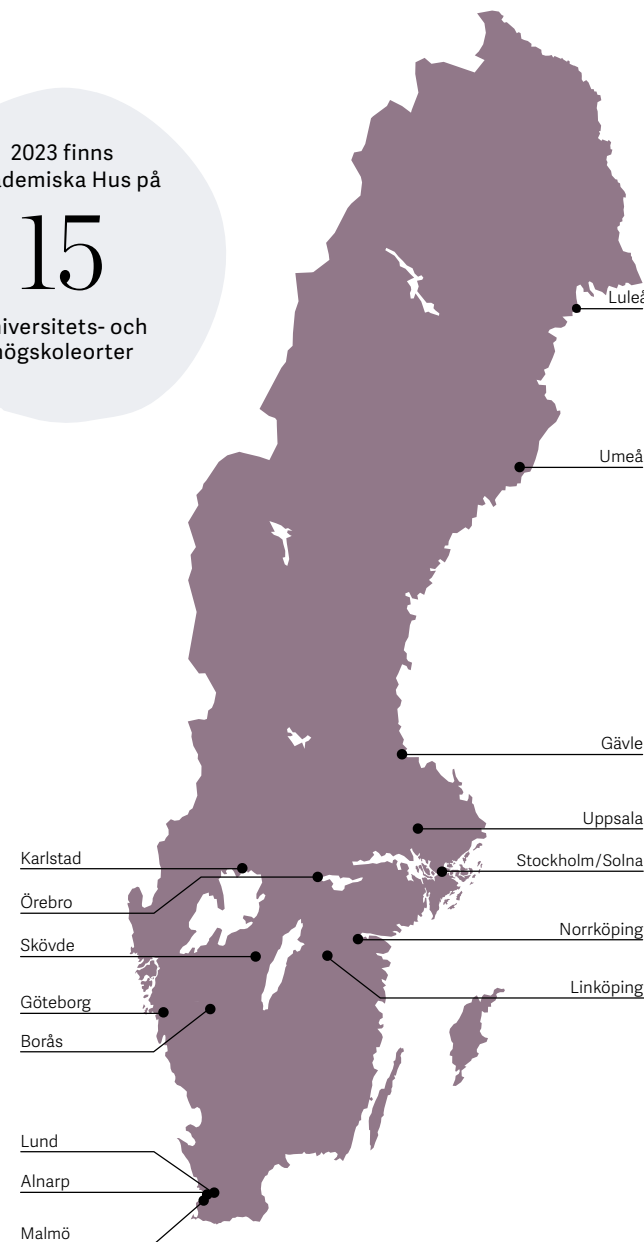 2023 finns
ademiska Hus på
15
iversitets- och
högskoleorter
Luleå
Umeå
Gävle
Uppsala
Stockholm/Solna
Norrköping
Linköping
Karlstad
Örebro
Skövde
Göteborg
Borås
Lund
Alnarp
Malmö